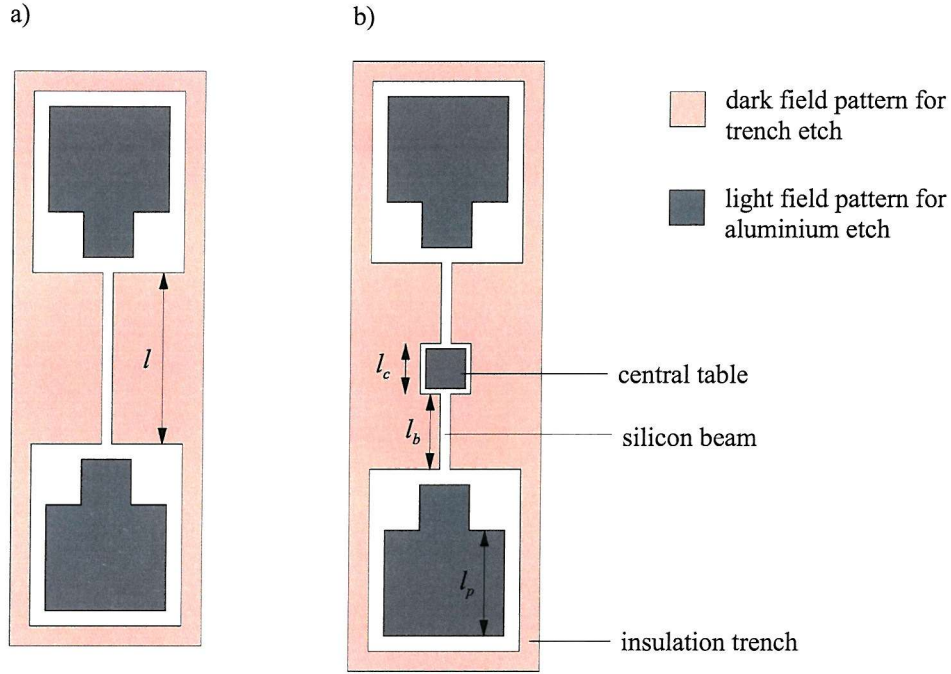 a)
b)
dark field pattern for
trench etch
light field pattern for
aluminium etch
l
l_c
central table
l_b
silicon beam
l_p
insulation trench